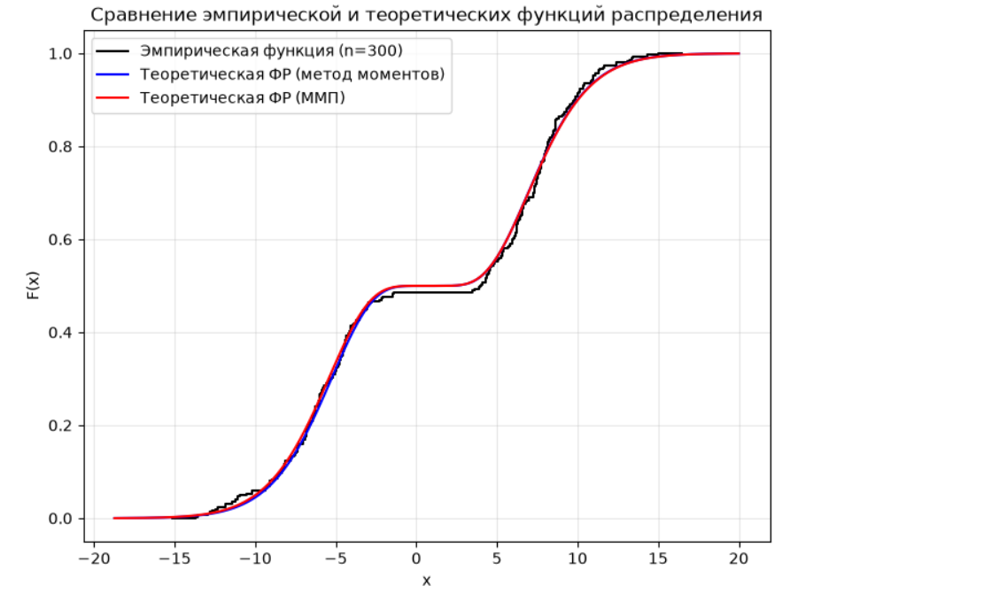 Сравнение эмпирической и теоретических функций распределения
1.0
Эмпирическая функция (n=300)
Теоретическая ФР (метод моментов)
Теоретическая ФР (ММП)
0.8
0.6
F(x)
0.4
0.2
0.0
−20 −15 −10 −5 0 5 10 15 20
x